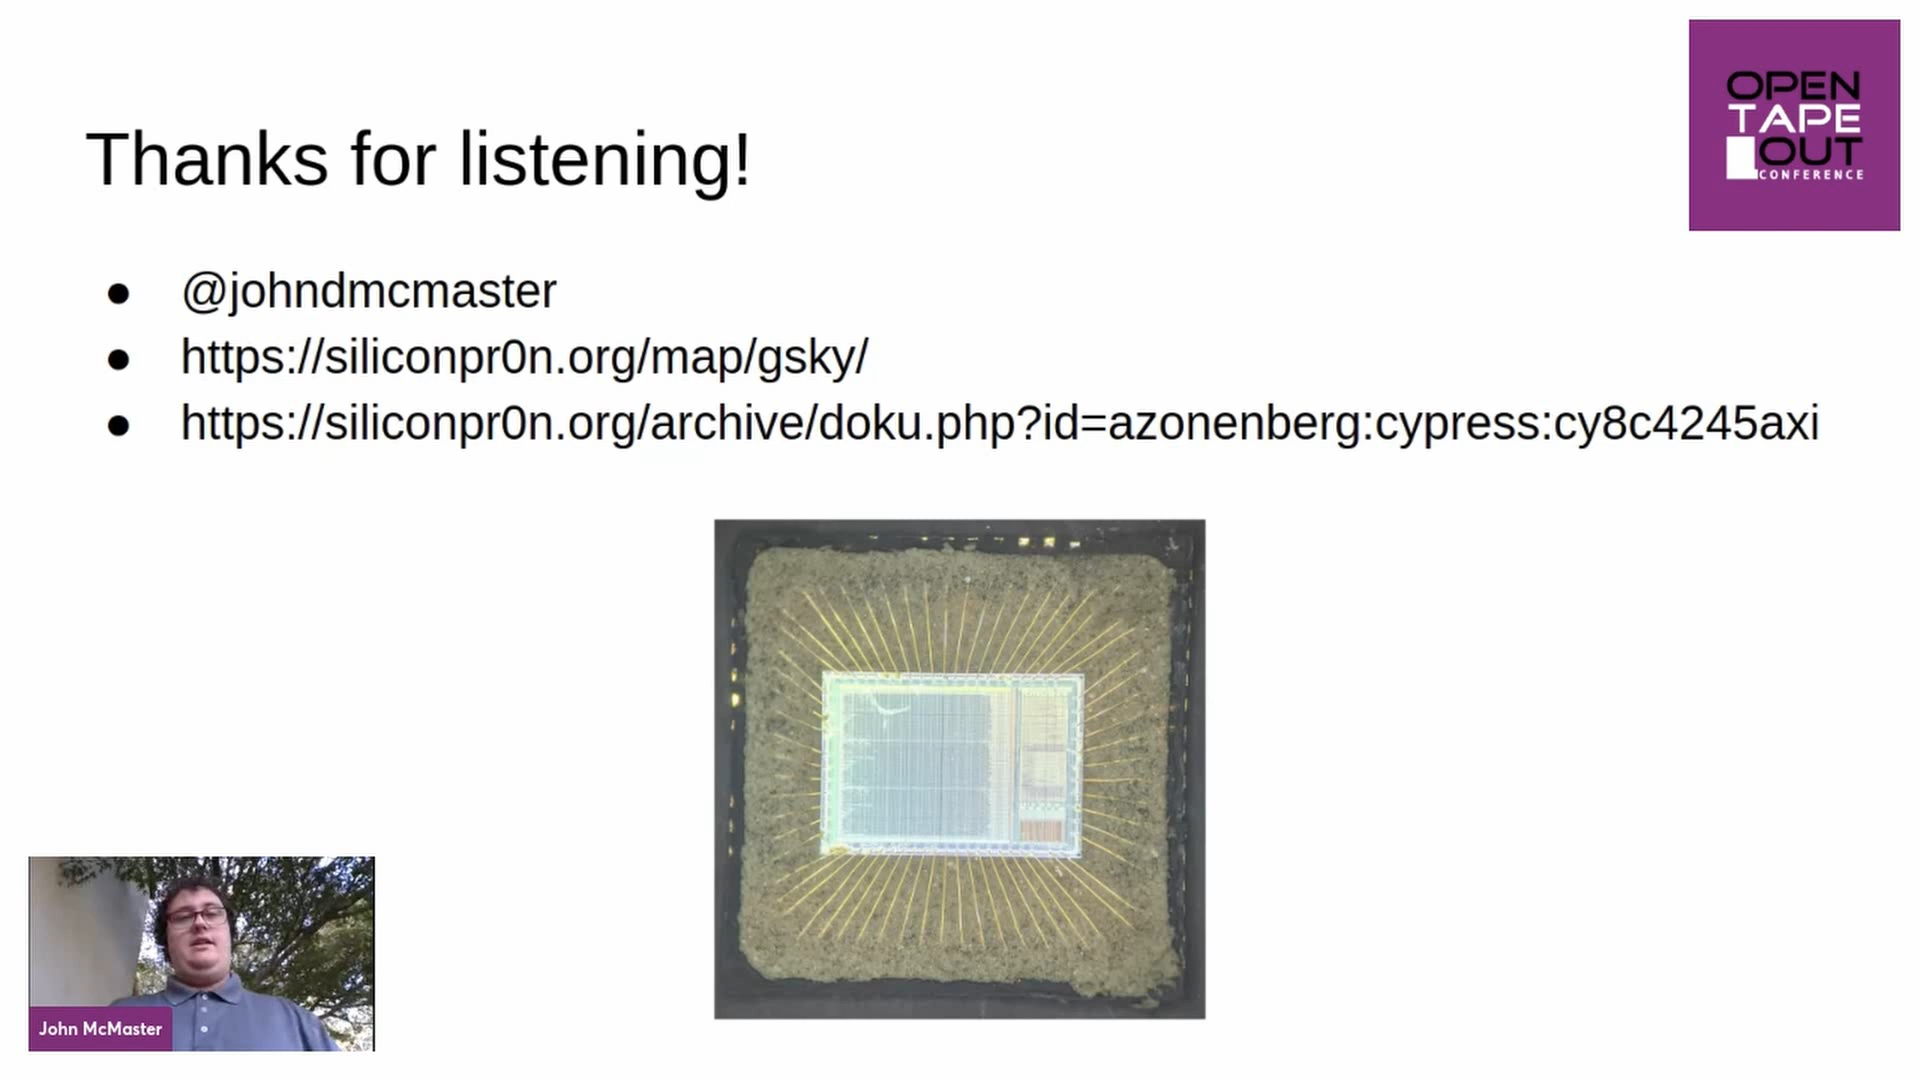 OPEN
TAPE
OUT
CONFERENCE
Thanks for listening!
● @johndmcmaster
● https://siliconpr0n.org/map/gsky/
● https://siliconpr0n.org/archive/doku.php?id=azonenberg:cypress:cy8c4245axi
John McMaster